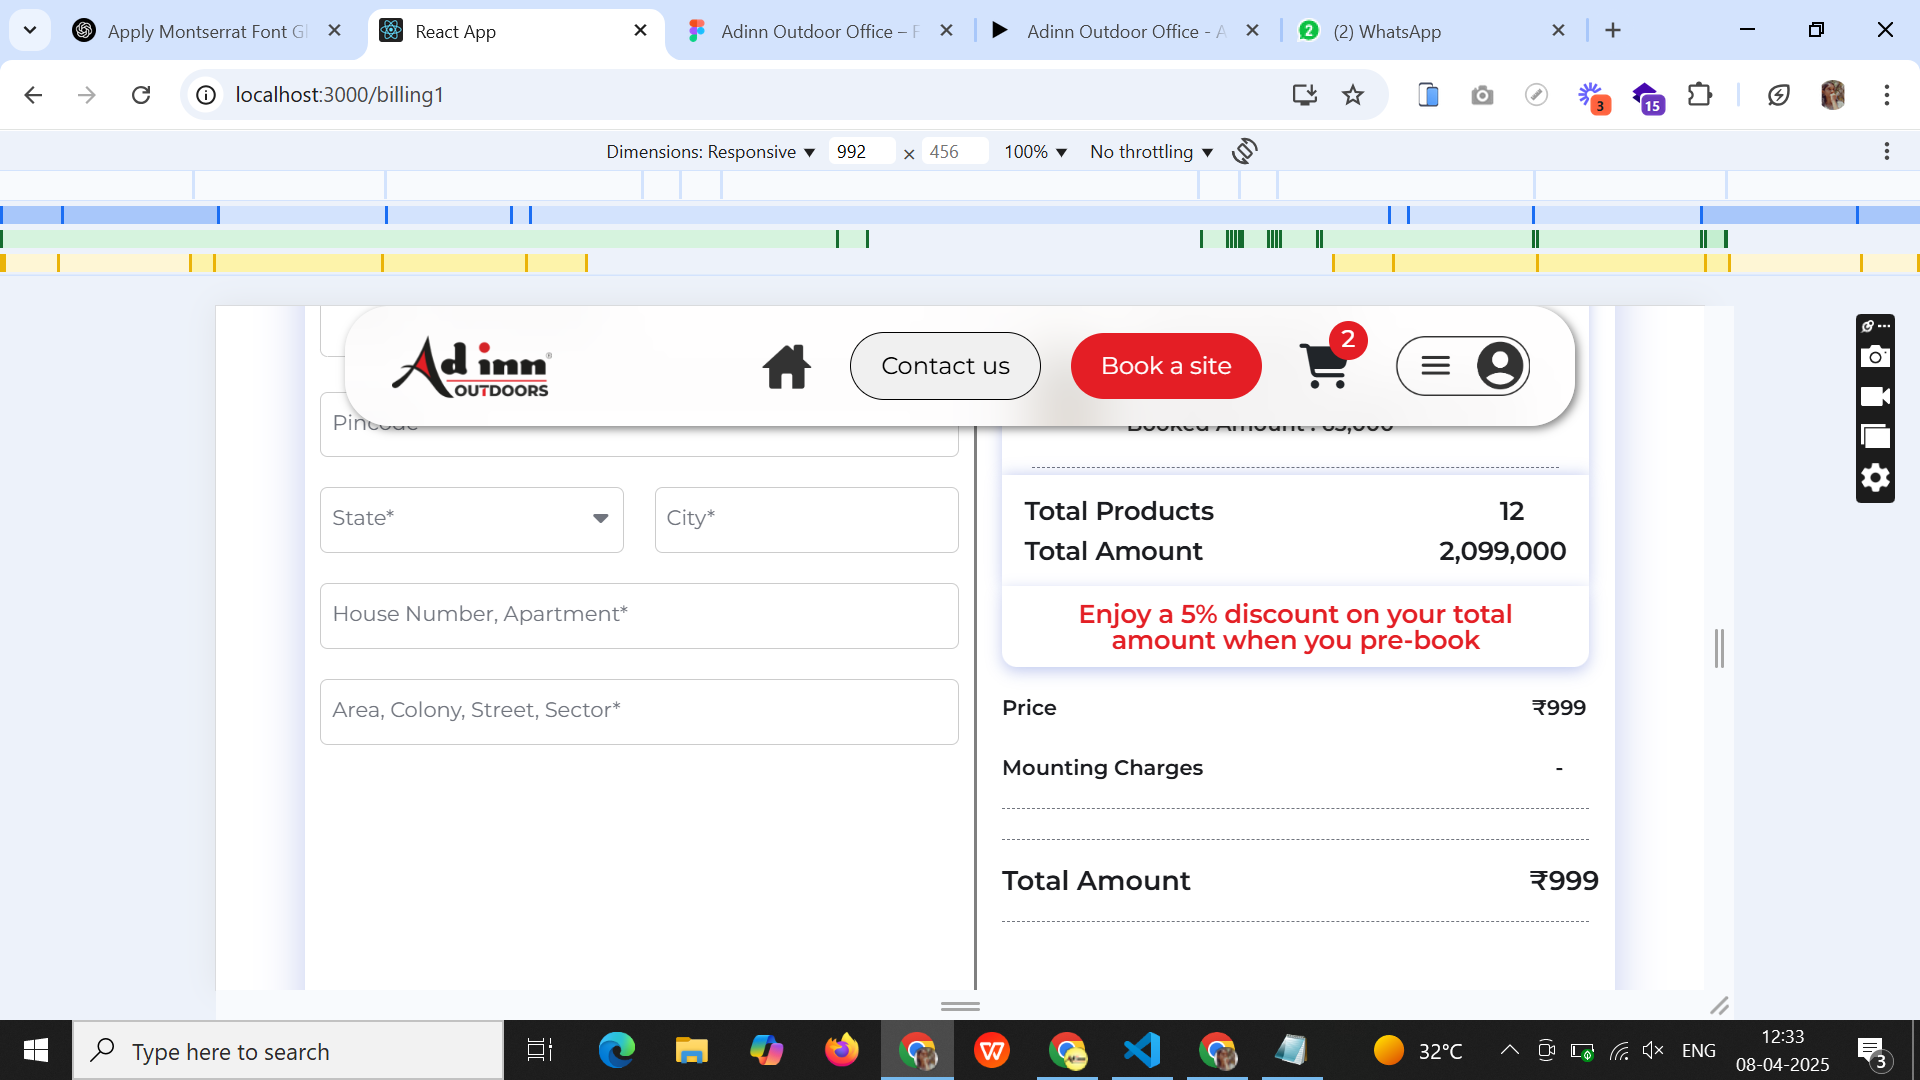 Apply Montserrat Font Gl
React App
Adinn Outdoor Office – F
Adinn Outdoor Office - A
2
(2) WhatsApp
localhost:3000/billing1
3
15
Dimensions: Responsive
992
×
456
100%
No throttling
Ad inn
OUTDOORS
®
Contact us
Book a site
2
Pincode
State*
City*
House Number, Apartment*
Area, Colony, Street, Sector*
Booked Amount : 63,000
Total Products 12
Total Amount 2,099,000
Enjoy a 5% discount on your total
amount when you pre-book
Price ₹999
Mounting Charges -
Total Amount ₹999
Type here to search
32°C
ENG
12:33
08-04-2025
3